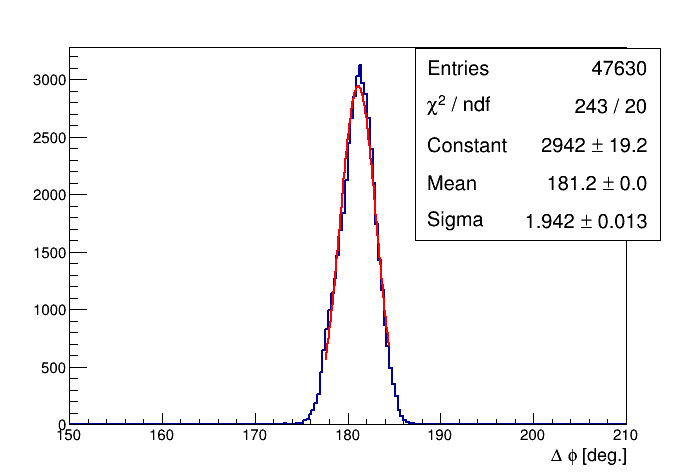 Entries 47630
χ² / ndf 243 / 20
Constant 2942 ± 19.2
Mean 181.2 ± 0.0
Sigma 1.942 ± 0.013
3000
2500
2000
1500
1000
500
0
150 160 170 180 190 200 210
Δ ϕ [deg.]